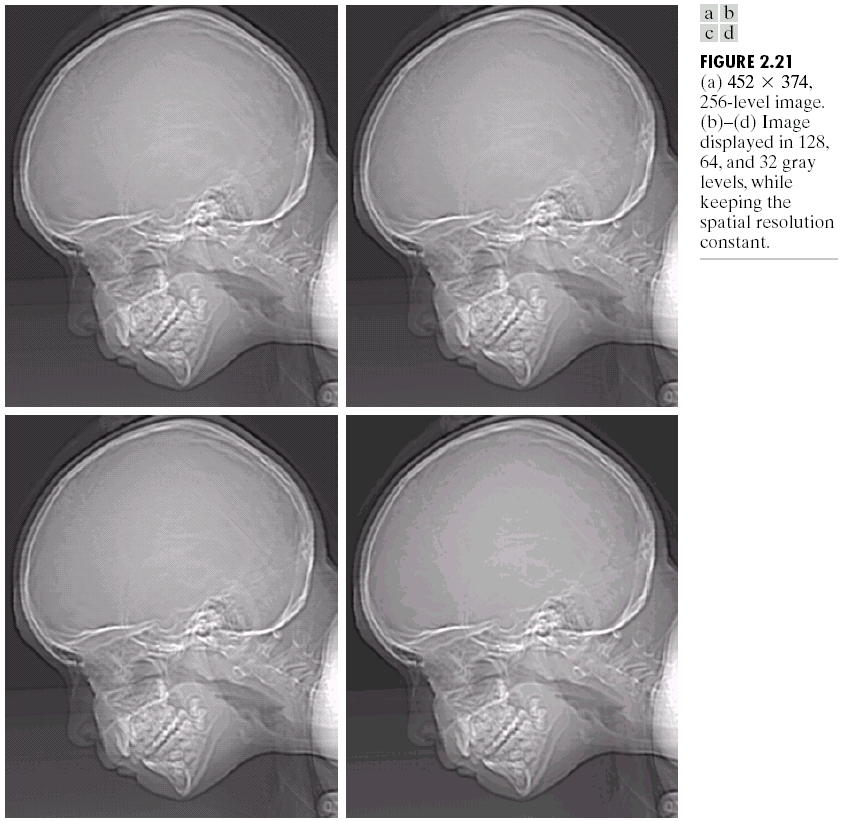 a b
c d
FIGURE 2.21
(a) 452 × 374,
256-level image.
(b)–(d) Image
displayed in 128,
64, and 32 gray
levels, while
keeping the
spatial resolution
constant.